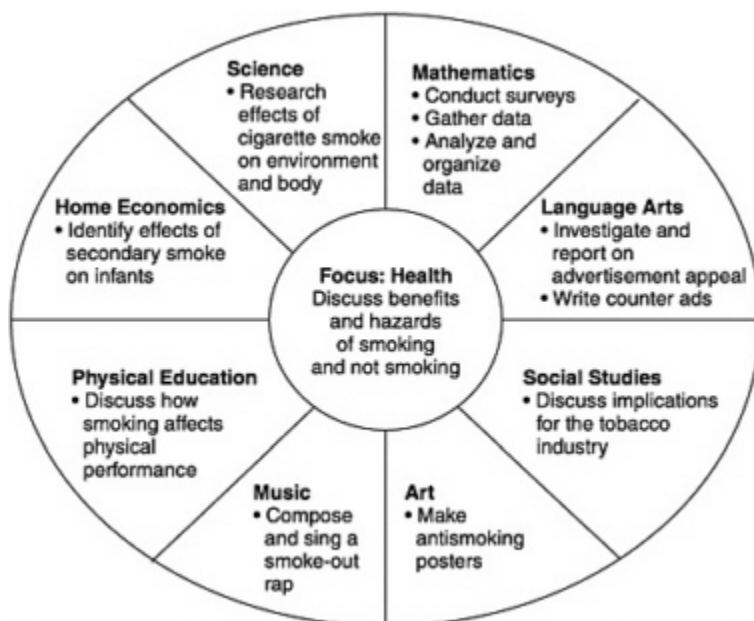 Science
• Research
effects of
cigarette smoke
on environment
and body
Mathematics
• Conduct surveys
• Gather data
• Analyze and
organize
data
Home Economics
• Identify effects of
secondary smoke
on infants
Language Arts
• Investigate and
report on
advertisement appeal
• Write counter ads
Focus: Health
Discuss benefits
and hazards
of smoking
and not smoking
Physical Education
• Discuss how
smoking affects
physical
performance
Social Studies
• Discuss implications
for the tobacco
industry
Music
• Compose
and sing a
smoke-out
rap
Art
• Make
antismoking
posters